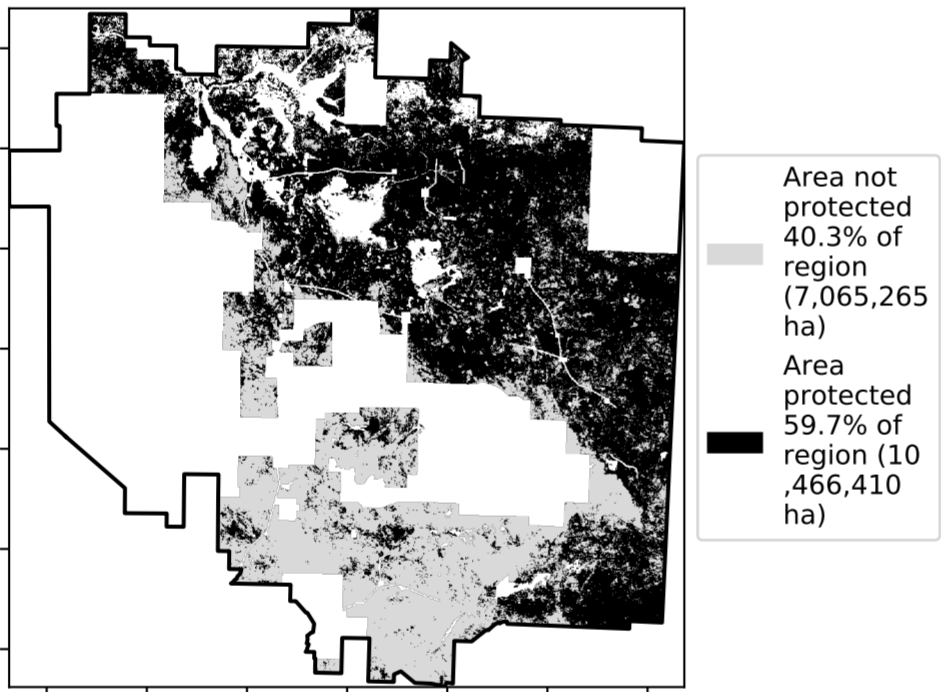 Area not
protected
40.3% of
region
(7,065,265
ha)
Area
protected
59.7% of
region (10
,466,410
ha)